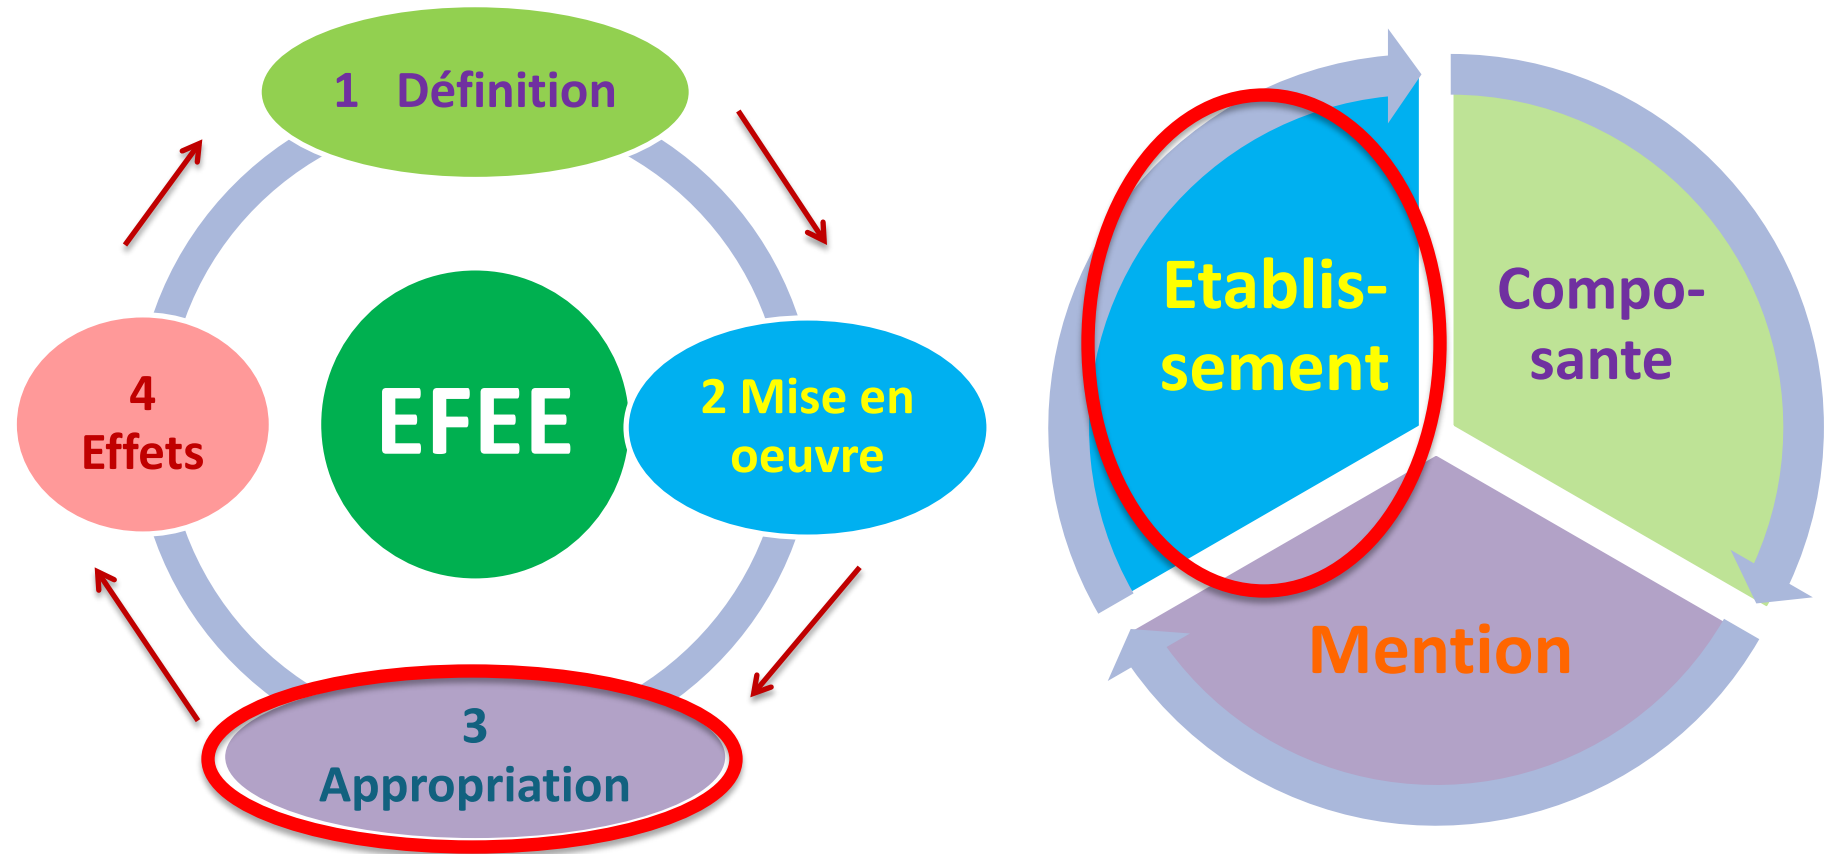 1 Définition
EFEE
2 Mise en
oeuvre
3
Appropriation
4
Effets
Etablis-
sement
Compo-
sante
Mention